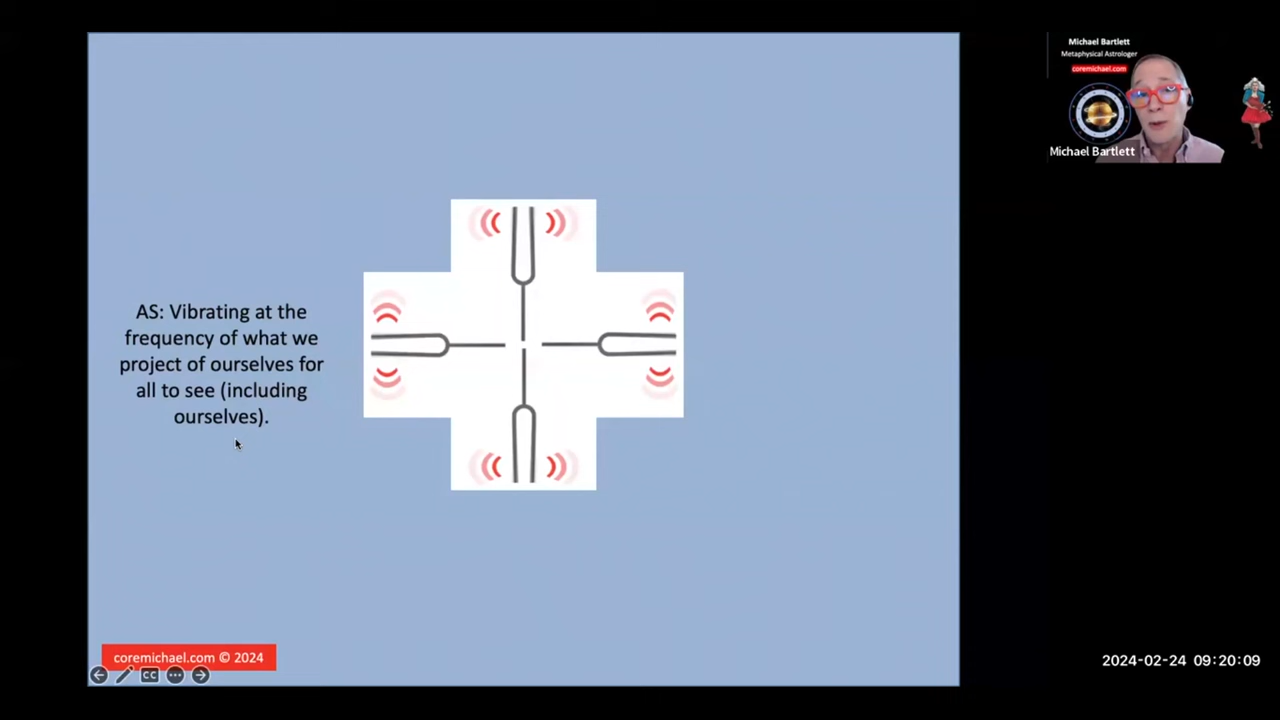 Michael Bartlett
Metaphysical Astrologer
coremichael.com
Michael Bartlett
AS: Vibrating at the
frequency of what we
project of ourselves for
all to see (including
ourselves).
coremichael.com © 2024
CC
2024-02-24 09:20:09